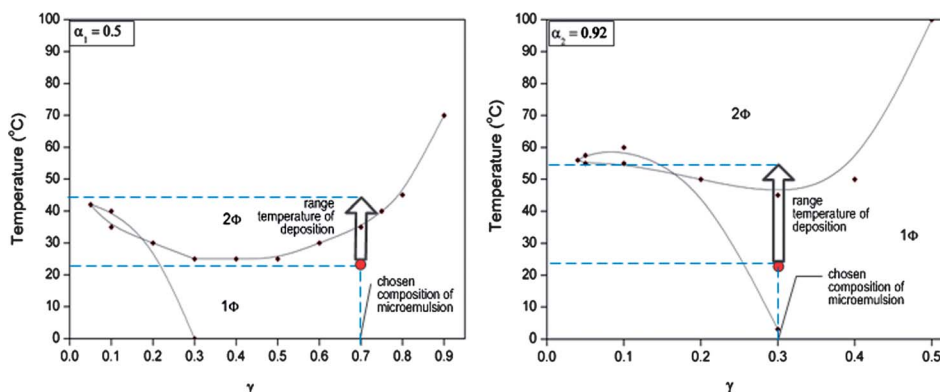 α₁ = 0.5
Temperature (°C)
100
90
80
70
60
50
40
30
20
10
0
2Φ
range
temperature of
deposition
1Φ
chosen
composition of
microemulsion
0.0 0.1 0.2 0.3 0.4 0.5 0.6 0.7 0.8 0.9
γ
α₂ = 0.92
Temperature (°C)
100
90
80
70
60
50
40
30
20
10
0
2Φ
range
temperature of
deposition
1Φ
chosen
composition of
microemulsion
0.0 0.1 0.2 0.3 0.4 0.5
γ